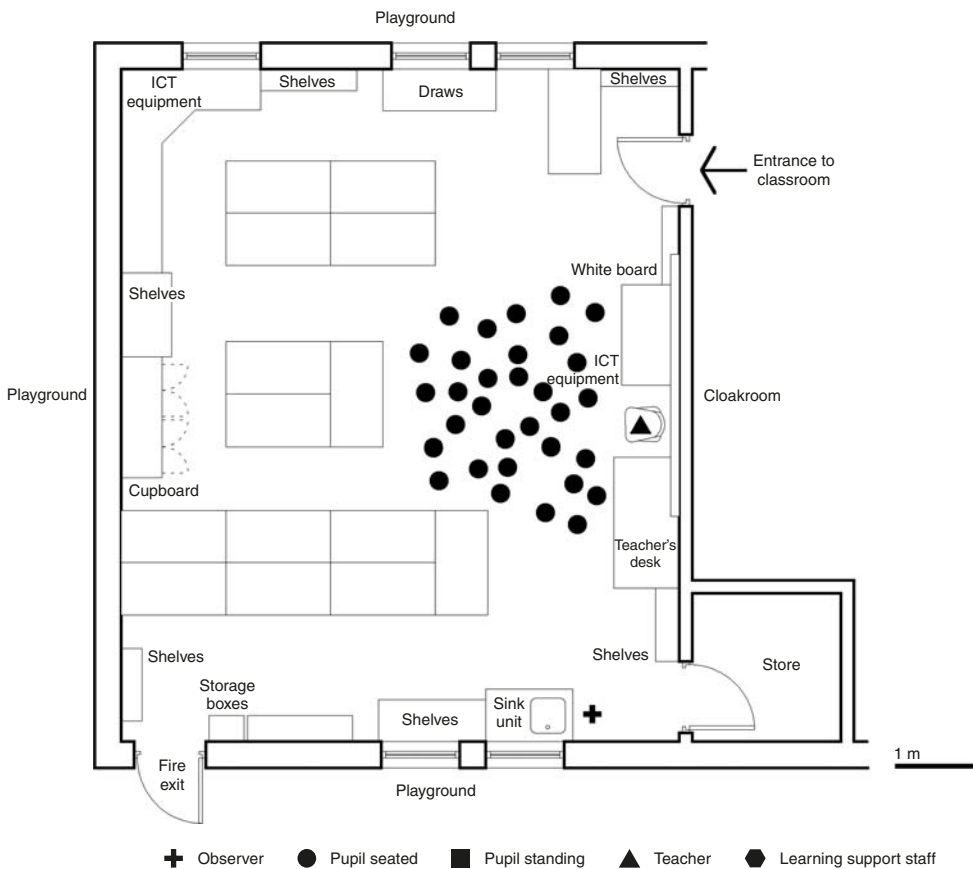 Playground
ICT
equipment
Shelves
Draws
Shelves
Entrance to
classroom
White board
Shelves
ICT
equipment
Playground
Cloakroom
Cupboard
Teacher's
desk
Shelves
Shelves
Store
Storage
boxes
Sink
unit
Shelves
Fire
exit
1 m
Playground
Observer
Pupil seated
Pupil standing
Teacher
Learning support staff